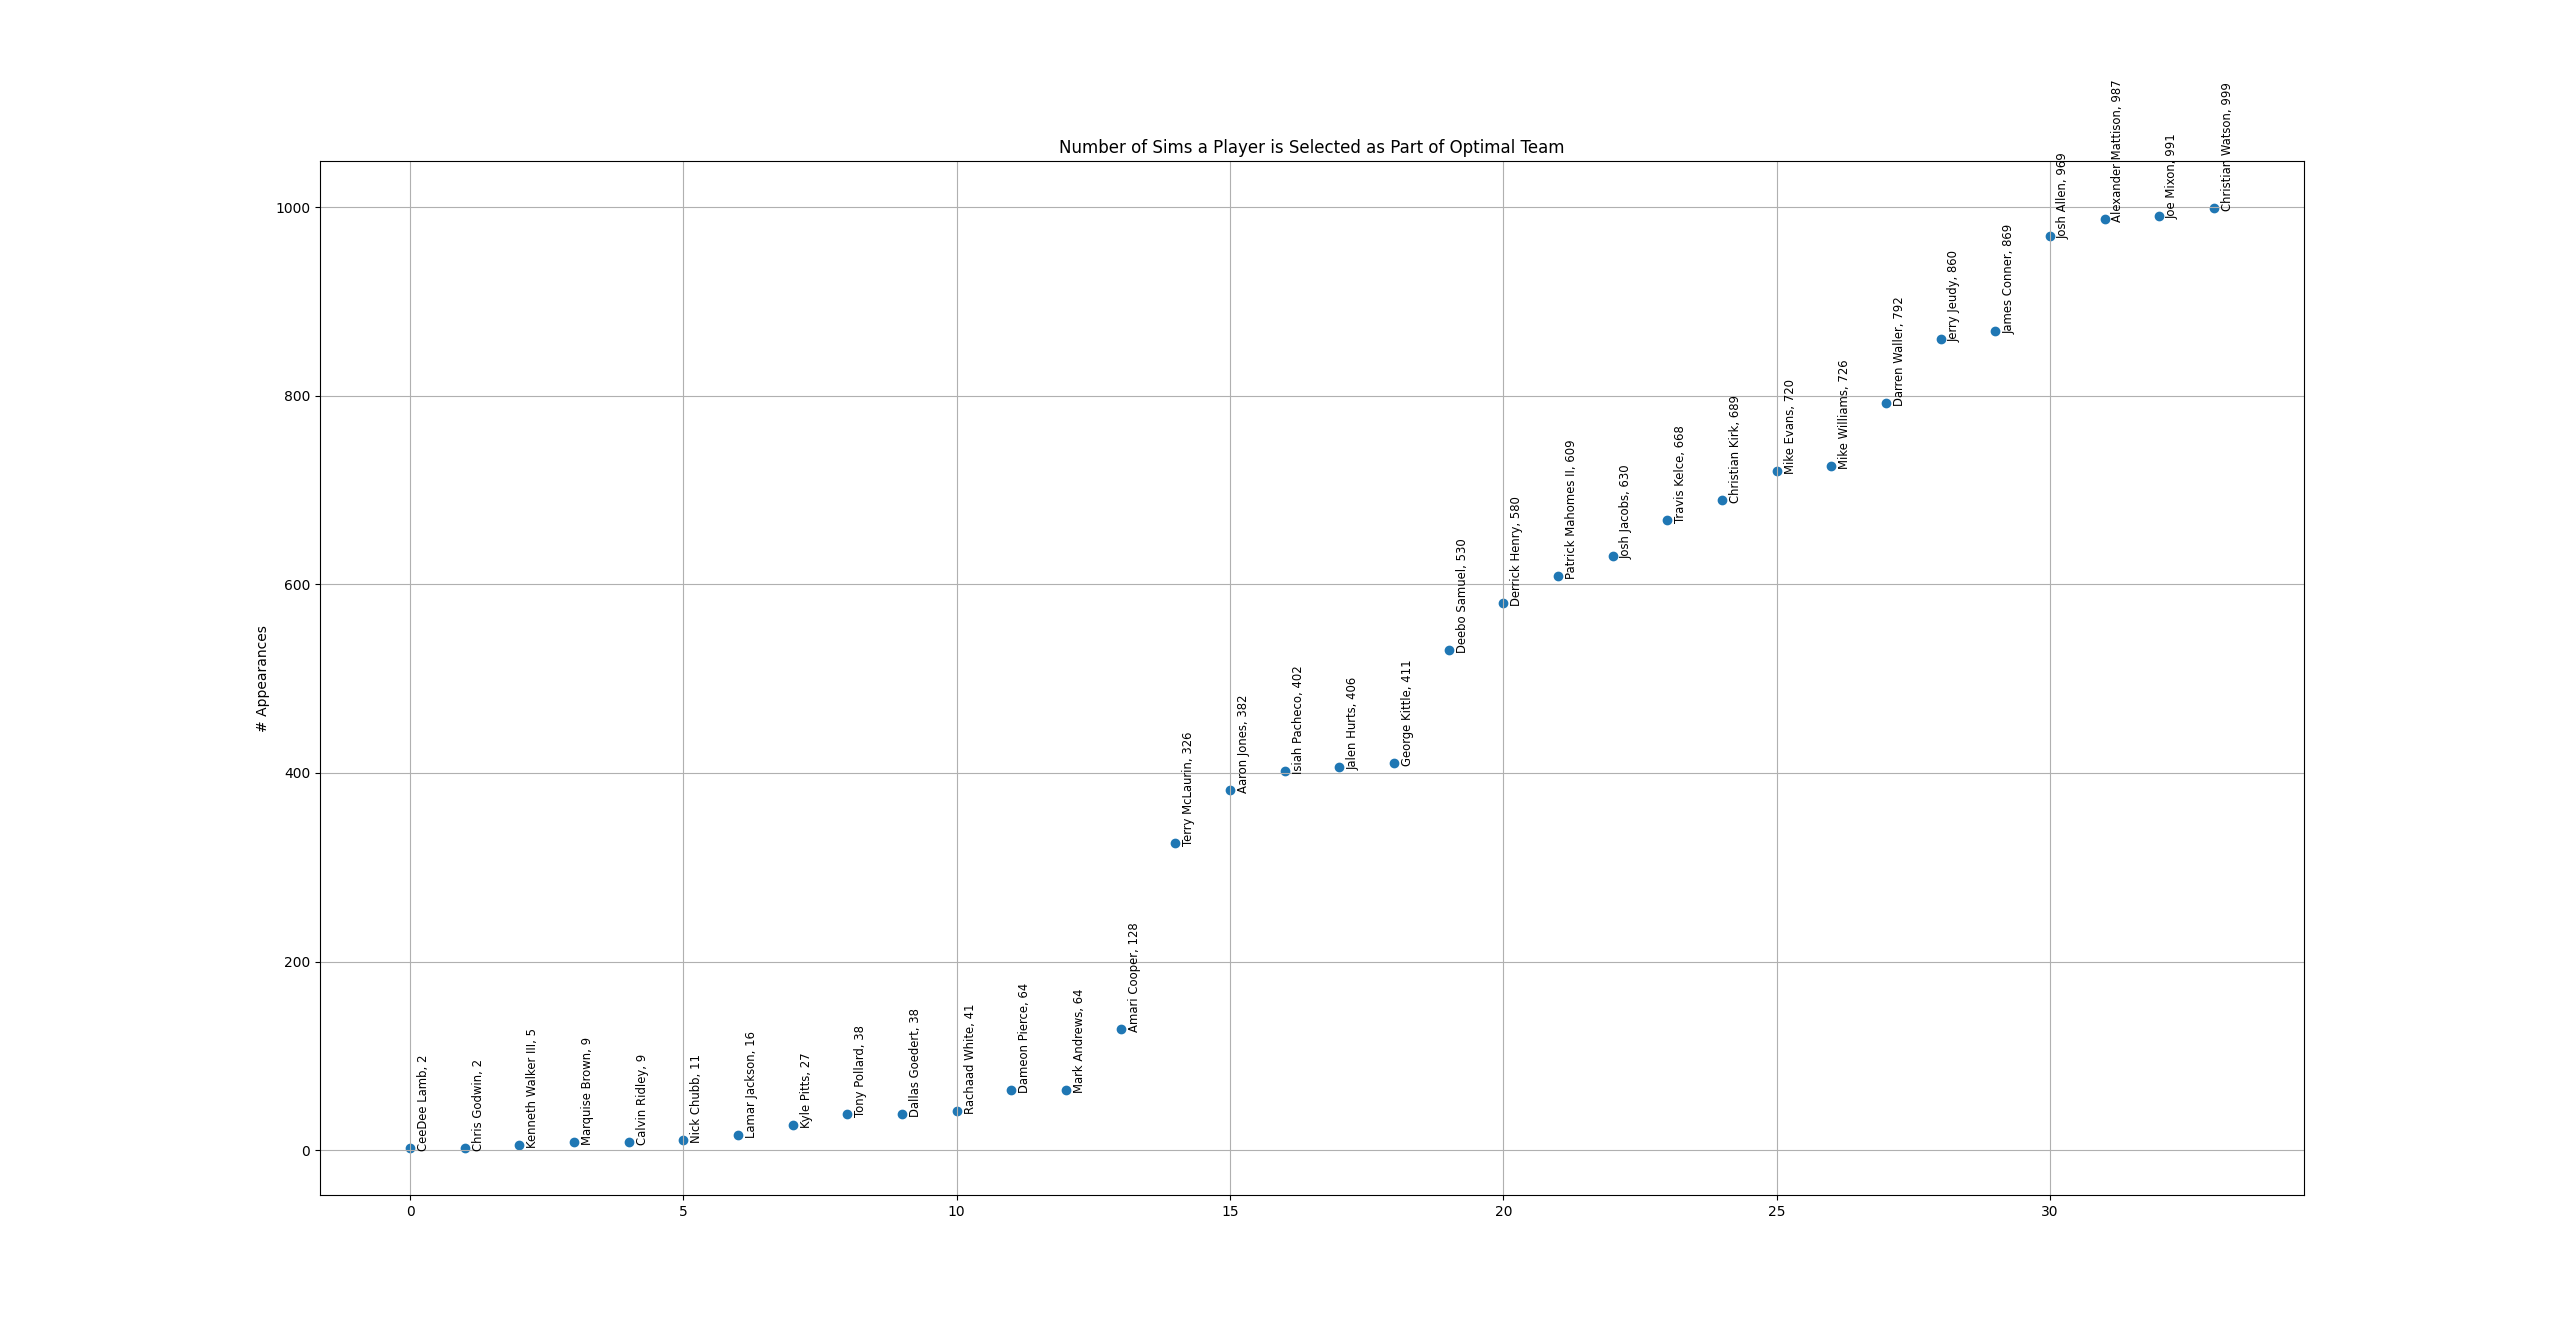 Number of Sims a Player is Selected as Part of Optimal Team
# Appearances
1000
800
600
400
200
0
CeeDee Lamb, 2
Chris Godwin, 2
Kenneth Walker III, 5
Marquise Brown, 9
Calvin Ridley, 9
Nick Chubb, 11
Lamar Jackson, 16
Kyle Pitts, 27
Tony Pollard, 38
Dallas Goedert, 38
Rachaad White, 41
Dameon Pierce, 64
Mark Andrews, 64
Amari Cooper, 128
Terry McLaurin, 326
Aaron Jones, 382
Isiah Pacheco, 402
Jalen Hurts, 406
George Kittle, 411
Deebo Samuel, 530
Derrick Henry, 580
Patrick Mahomes II, 609
Josh Jacobs, 630
Travis Kelce, 668
Christian Kirk, 689
Mike Evans, 720
Mike Williams, 726
Darren Waller, 792
Jerry Jeudy, 860
James Conner, 869
Josh Allen, 969
Alexander Mattison, 987
Joe Mixon, 991
Christian Watson, 999
0
5
10
15
20
25
30